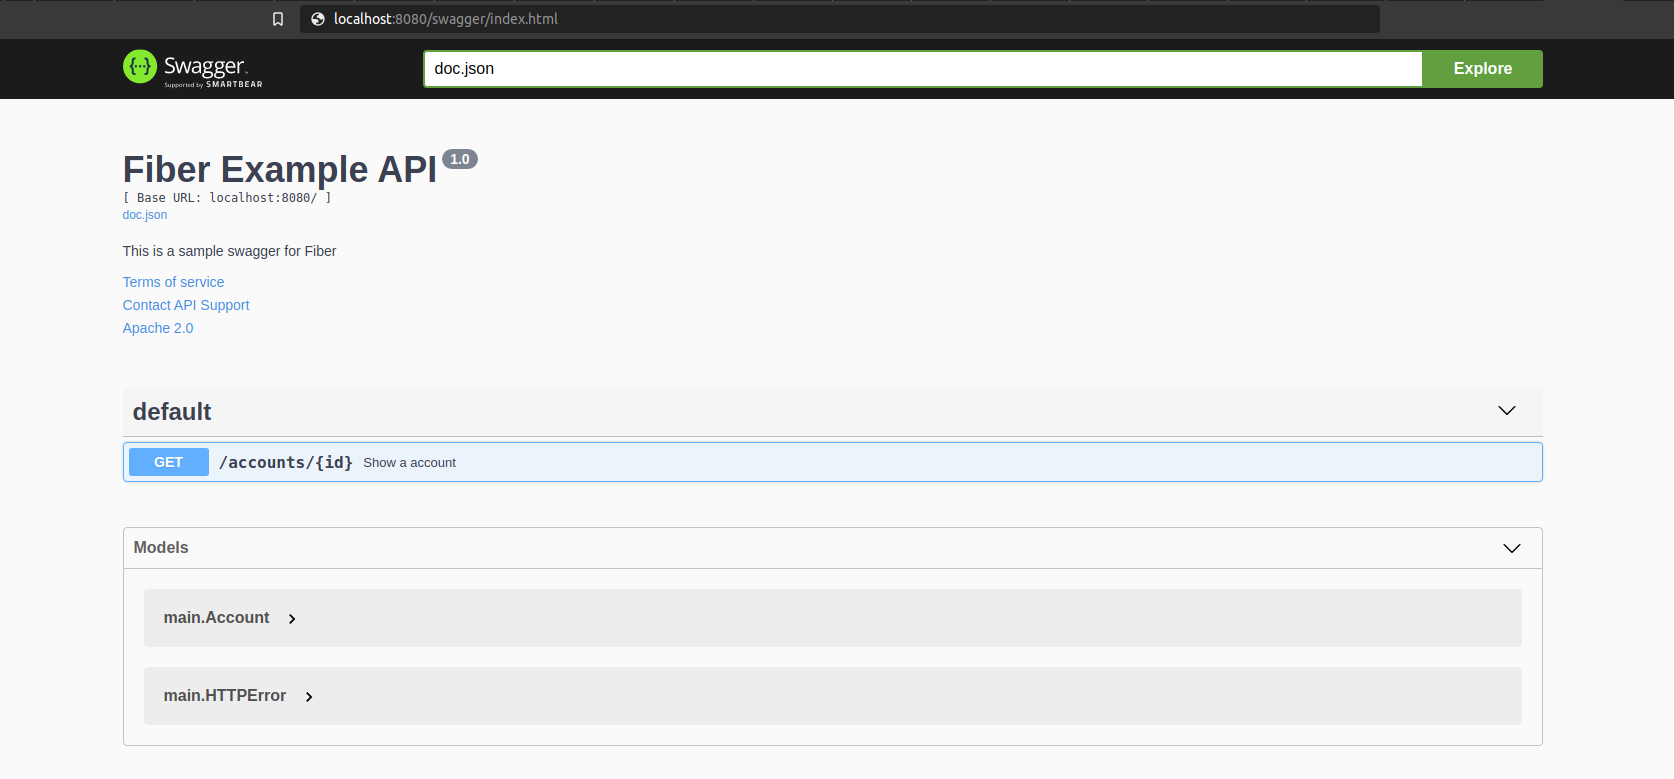 localhost:8080/swagger/index.html
Swagger
Supported by SMARTBEAR
doc.json
Explore
Fiber Example API 1.0
[ Base URL: localhost:8080/ ]
doc.json
This is a sample swagger for Fiber
Terms of service
Contact API Support
Apache 2.0
default
GET /accounts/{id} Show a account
Models
main.Account
main.HTTPError